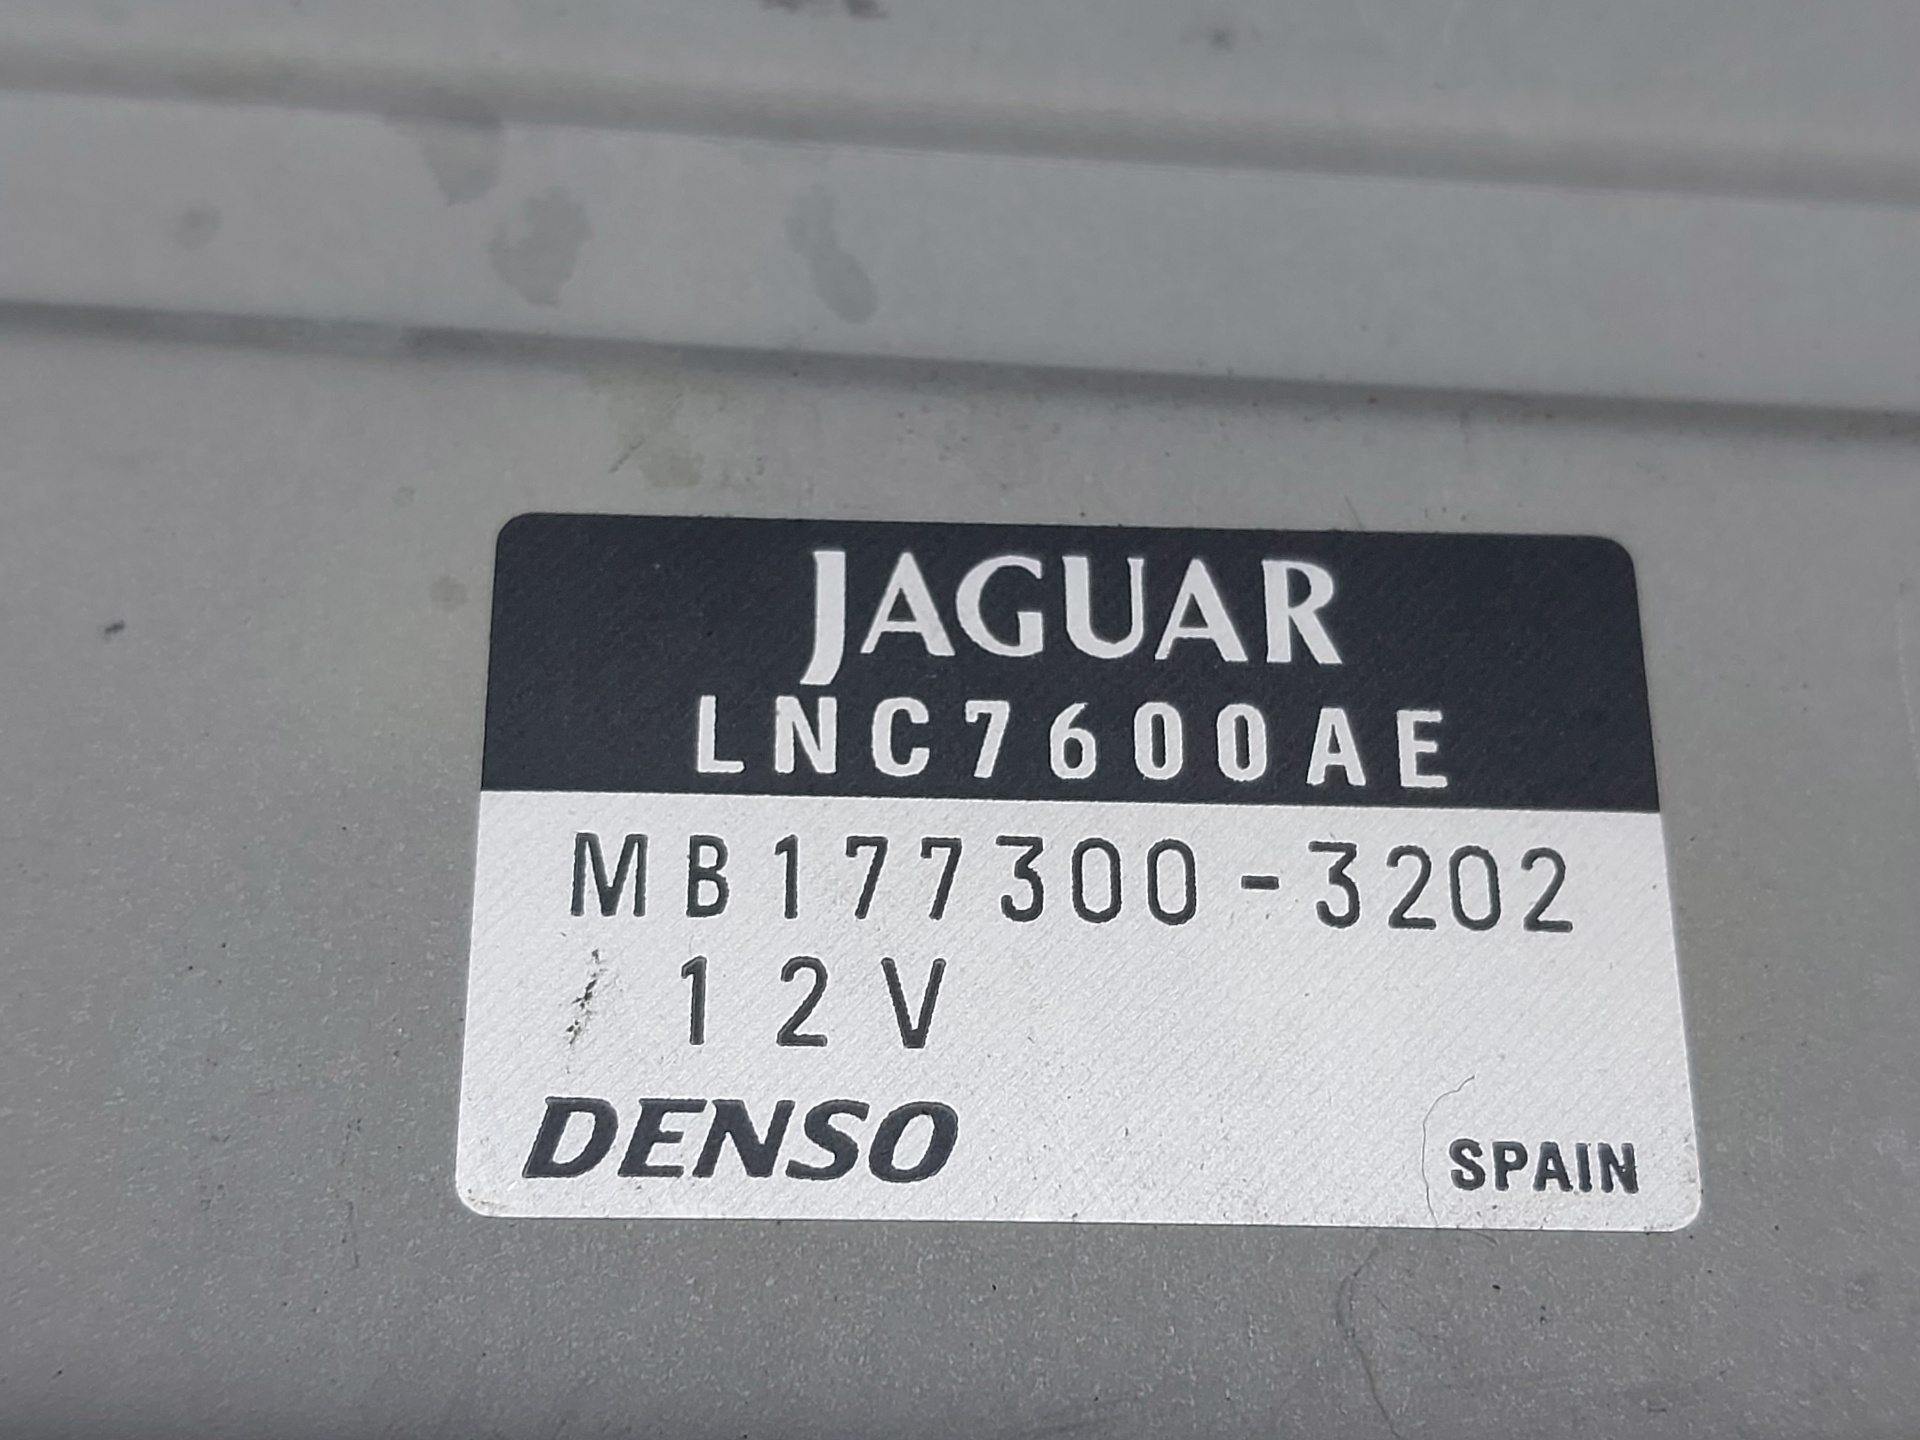 JAGUAR
LNC7600AE
MB177300-3202
12V
DENSO
SPAIN